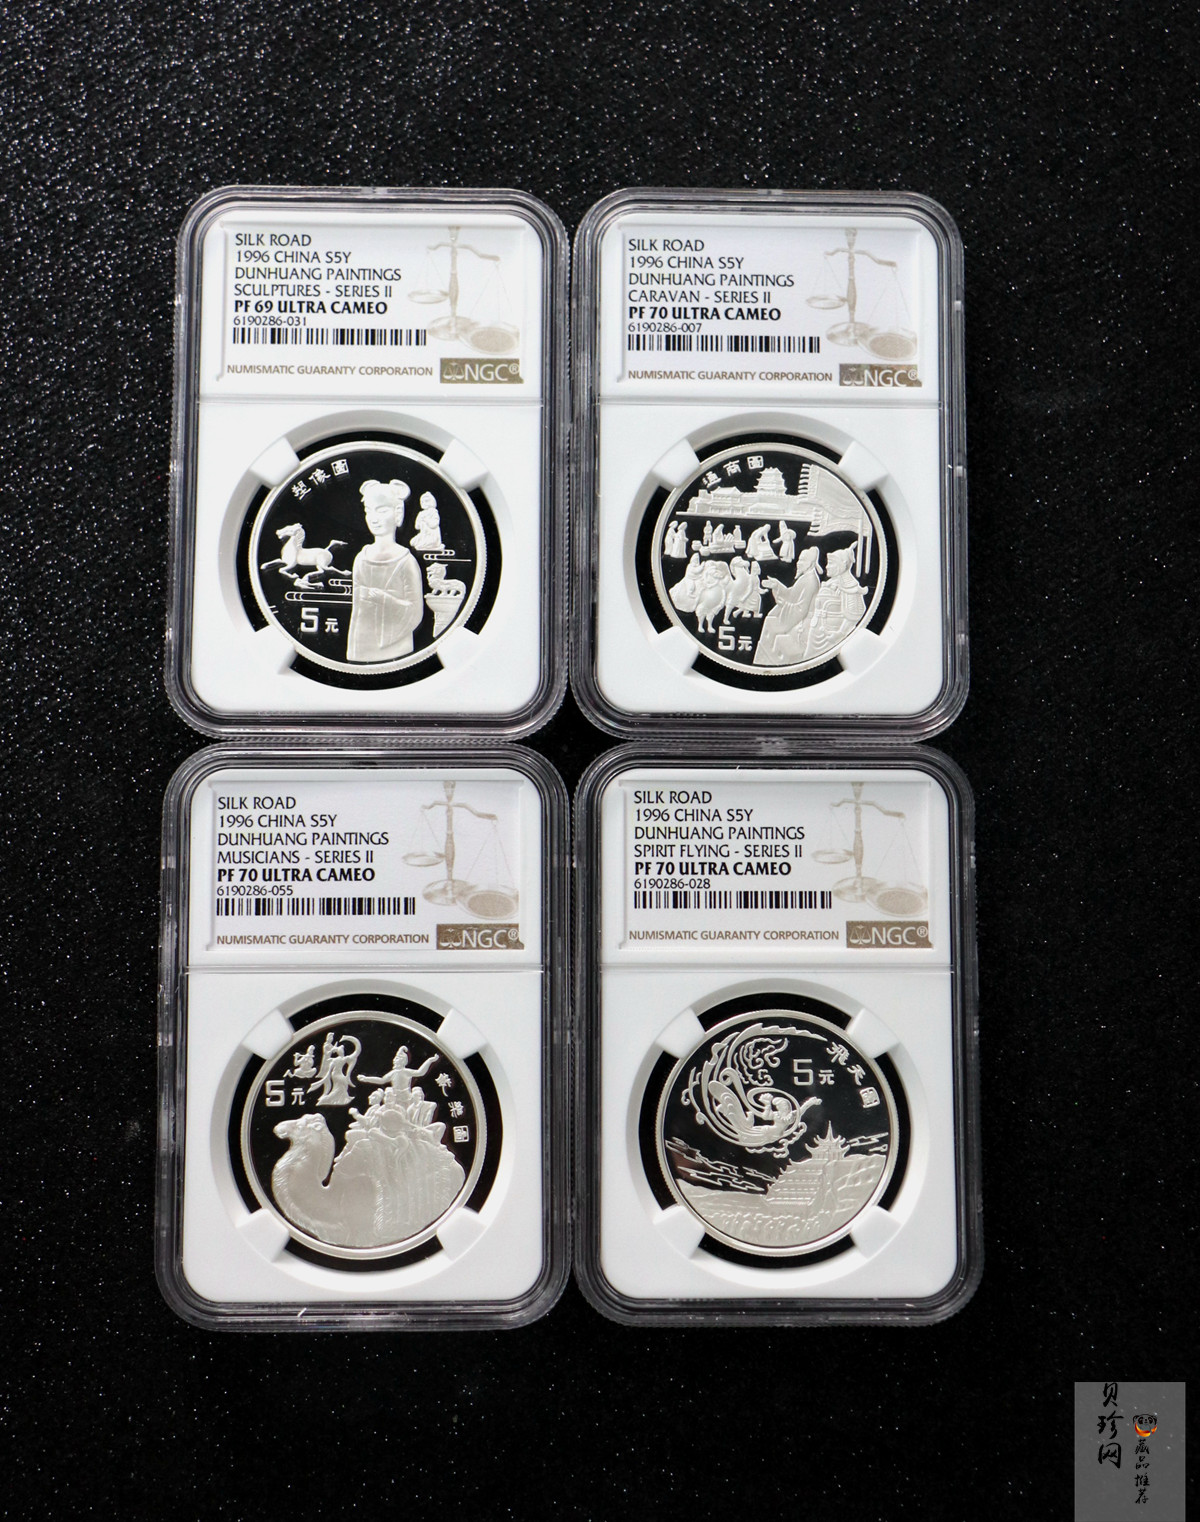 SILK ROAD
1996 CHINA S5Y
DUNHUANG PAINTINGS
SCULPTURES - SERIES II
PF 69 ULTRA CAMEO
6190286-031
NUMISMATIC GUARANTY CORPORATION
NGC®
塑像圖
5元
SILK ROAD
1996 CHINA S5Y
DUNHUANG PAINTINGS
CARAVAN - SERIES II
PF 70 ULTRA CAMEO
6190286-007
NUMISMATIC GUARANTY CORPORATION
NGC®
通商圖
5元
SILK ROAD
1996 CHINA S5Y
DUNHUANG PAINTINGS
MUSICIANS - SERIES II
PF 70 ULTRA CAMEO
6190286-055
NUMISMATIC GUARANTY CORPORATION
NGC®
5元
戲樂圖
SILK ROAD
1996 CHINA S5Y
DUNHUANG PAINTINGS
SPIRIT FLYING - SERIES II
PF 70 ULTRA CAMEO
6190286-028
NUMISMATIC GUARANTY CORPORATION
NGC®
5元
飛天圖
贝珍网
藏品推荐